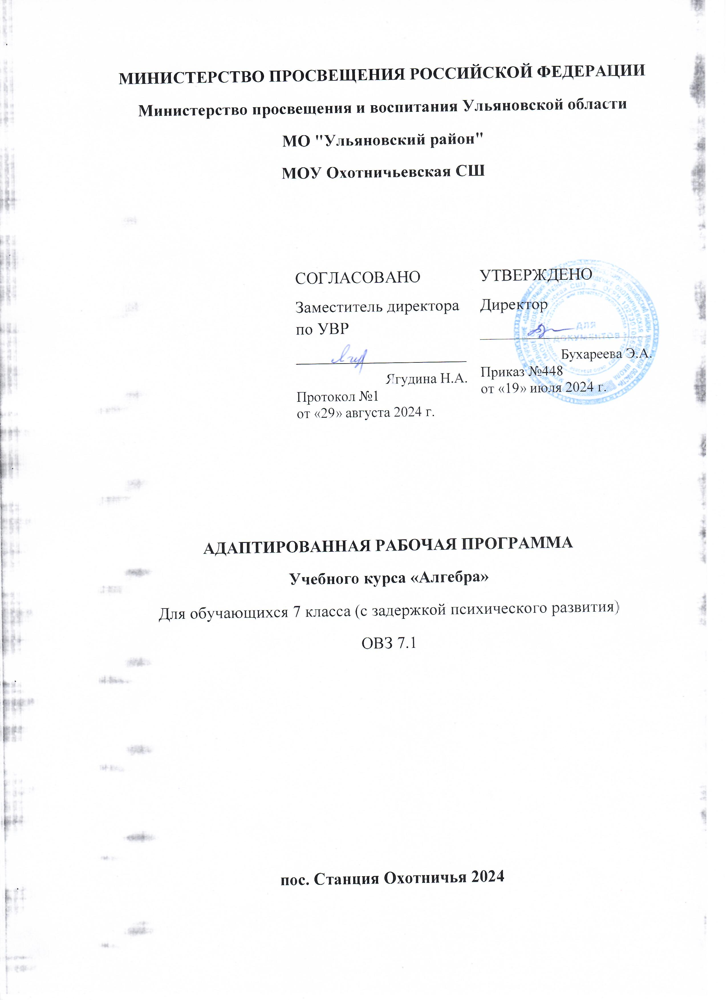 МИНИСТЕРСТВО ПРОСВЕЩЕНИЯ РОССИЙСКОЙ ФЕДЕРАЦИИ
Министерство просвещения и воспитания Ульяновской области
МО "Ульяновский район"
МОУ Охотничьевская СШ
СОГЛАСОВАНО
Заместитель директора
по УВР
Ягудина Н.А.
Протокол №1
от «29» августа 2024 г.
УТВЕРЖДЕНО
Директор
ДЛЯ
ДОКУМЕНТОВ
Бухареева Э.А.
Приказ №448
от «19» июля 2024 г.
АДАПТИРОВАННАЯ РАБОЧАЯ ПРОГРАММА
Учебного курса «Алгебра»
Для обучающихся 7 класса (с задержкой психического развития)
ОВЗ 7.1
пос. Станция Охотничья 2024